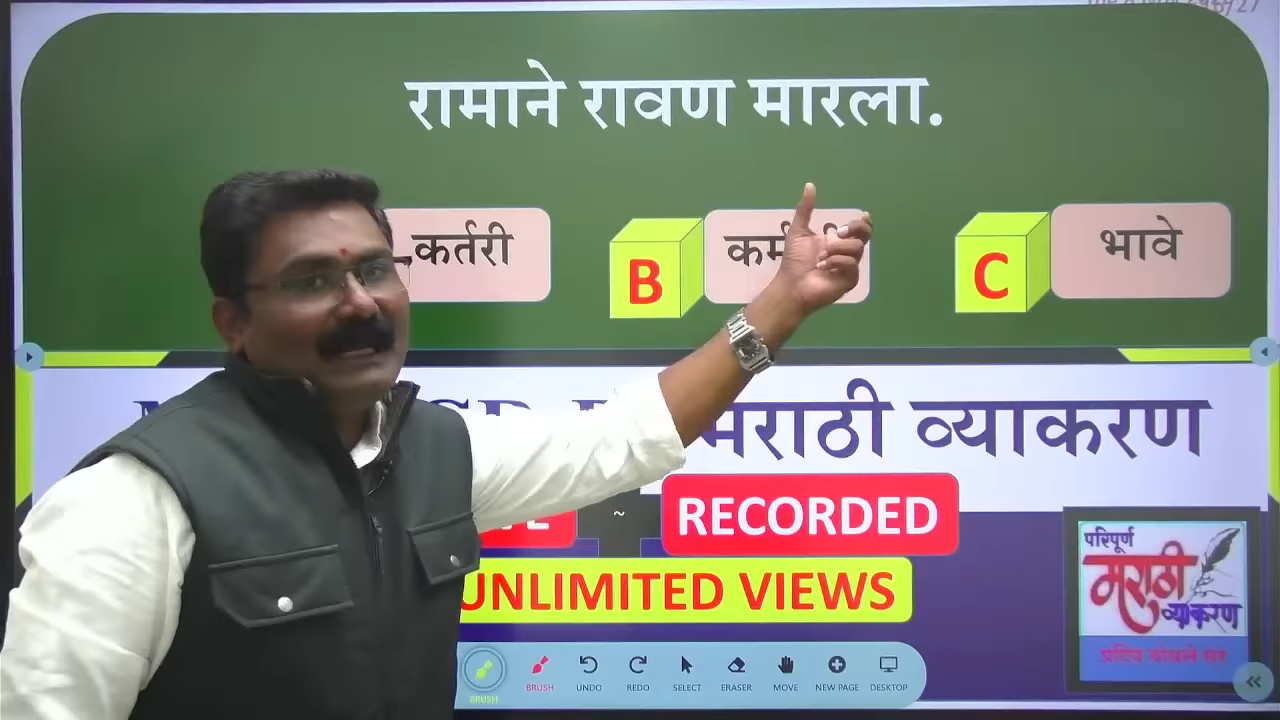 रामाने रावण मारला.
कर्तरी
B
C
भावे
मराठी व्याकरण
~
RECORDED
UNLIMITED VIEWS
परिपूर्ण
मराठी
व्याकरण
BRUSH
BRUSH
UNDO
REDO
SELECT
ERASER
MOVE
NEW PAGE
DESKTOP